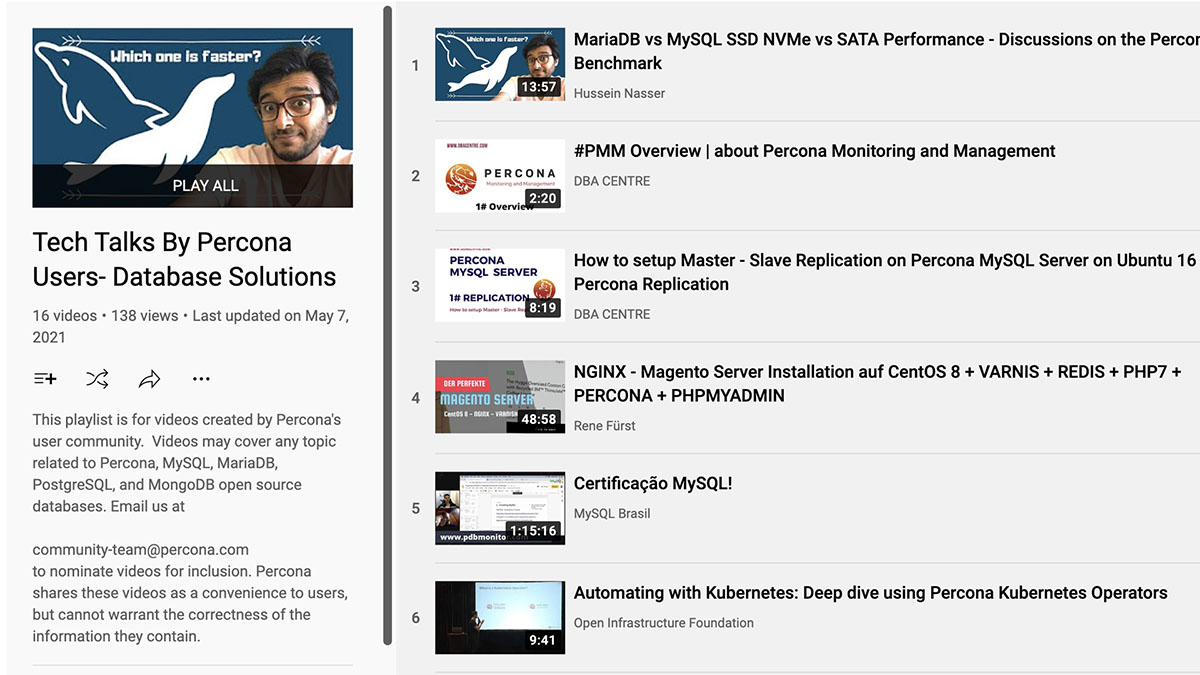 Which one is faster?
PLAY ALL
Tech Talks By Percona
Users- Database Solutions
16 videos • 138 views • Last updated on May 7,
2021
This playlist is for videos created by Percona's
user community. Videos may cover any topic
related to Percona, MySQL, MariaDB,
PostgreSQL, and MongoDB open source
databases. Email us at
community-team@percona.com
to nominate videos for inclusion. Percona
shares these videos as a convenience to users,
but cannot warrant the correctness of the
information they contain.
1
Which one is faster?
13:57
MariaDB vs MySQL SSD NVMe vs SATA Performance - Discussions on the Percon
Benchmark
Hussein Nasser
2
WWW.DBACENTRE.COM
PERCONA
Monitoring and Management
1# Overview
2:20
#PMM Overview | about Percona Monitoring and Management
DBA CENTRE
3
PERCONA
MYSQL SERVER
1# REPLICATION
How to setup Master - Slave
8:19
How to setup Master - Slave Replication on Percona MySQL Server on Ubuntu 16
Percona Replication
DBA CENTRE
4
DER PERFEKTE
MAGENTO SERVER
CentOS 8 - NGINX - VARNISH
48:58
NGINX - Magento Server Installation auf CentOS 8 + VARNIS + REDIS + PHP7 +
PERCONA + PHPMYADMIN
Rene Fürst
5
www.pdbmonito
1:15:16
Certificação MySQL!
MySQL Brasil
6
9:41
Automating with Kubernetes: Deep dive using Percona Kubernetes Operators
Open Infrastructure Foundation